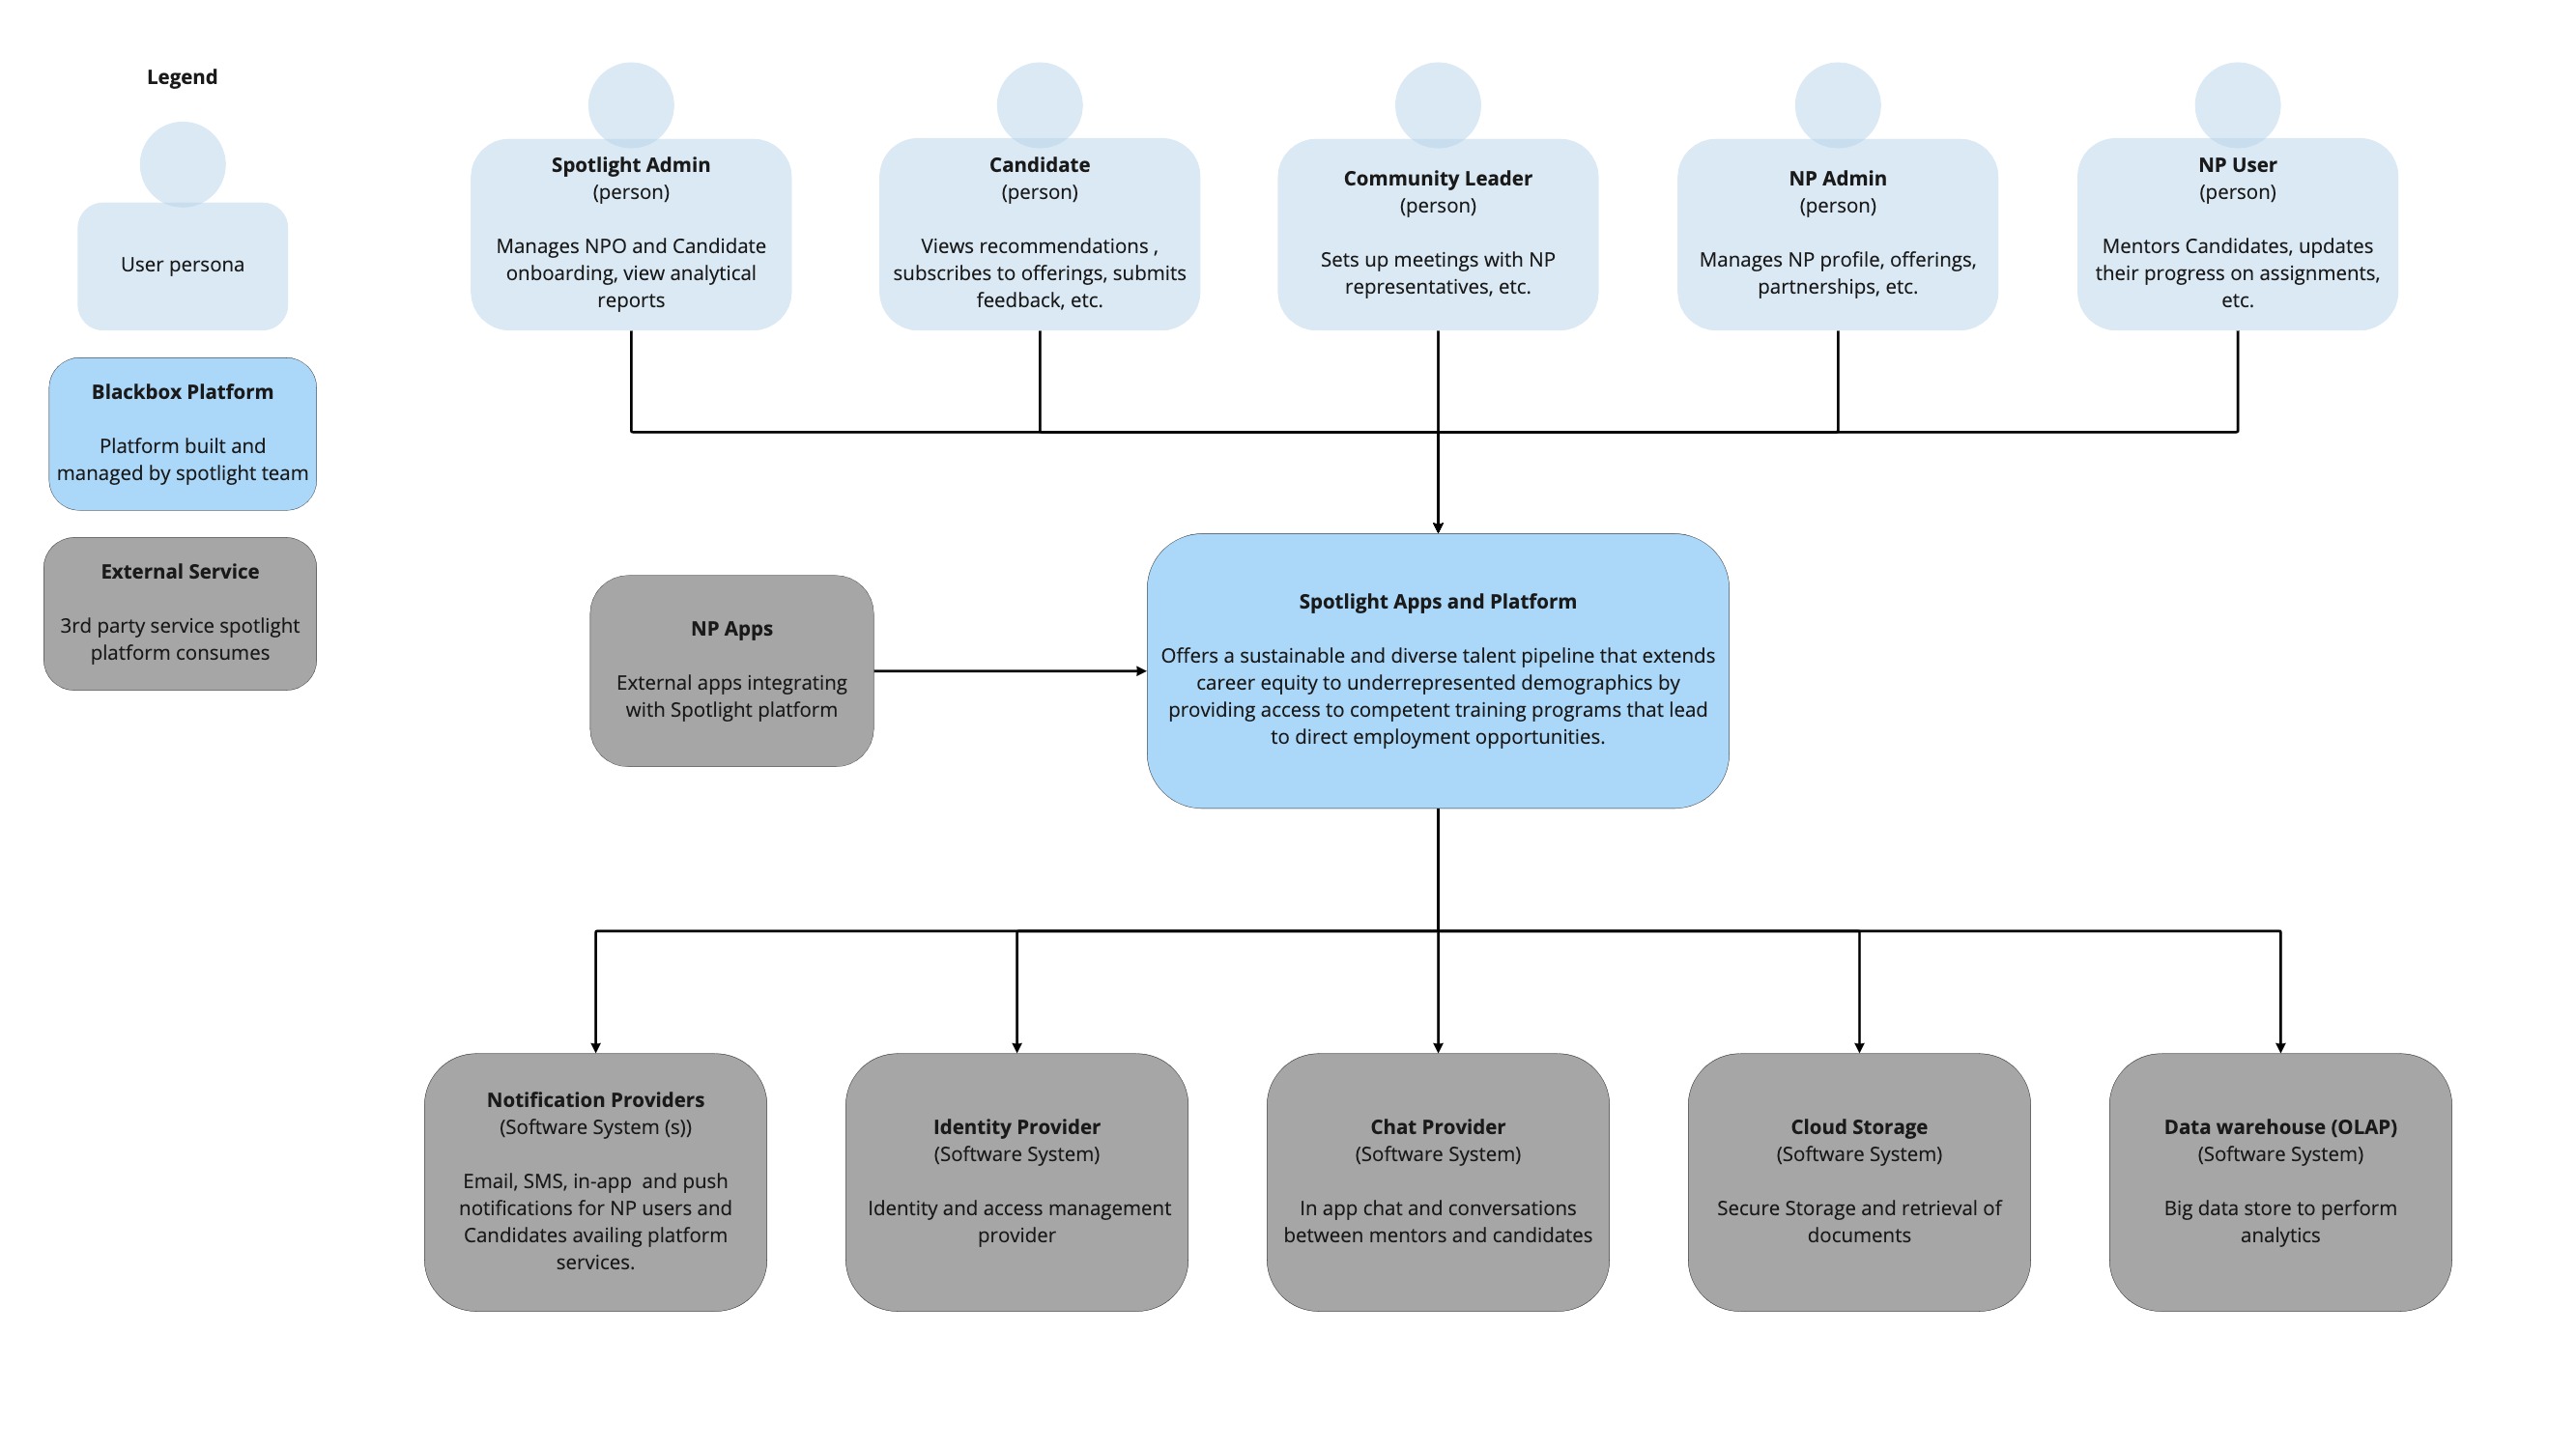 Legend
User persona
Blackbox Platform
Platform built and
managed by spotlight team
External Service
3rd party service spotlight
platform consumes
Spotlight Admin
(person)
Manages NPO and Candidate
onboarding, view analytical
reports
Candidate
(person)
Views recommendations ,
subscribes to offerings, submits
feedback, etc.
Community Leader
(person)
Sets up meetings with NP
representatives, etc.
NP Admin
(person)
Manages NP profile, offerings,
partnerships, etc.
NP User
(person)
Mentors Candidates, updates
their progress on assignments,
etc.
NP Apps
External apps integrating
with Spotlight platform
Spotlight Apps and Platform
Offers a sustainable and diverse talent pipeline that extends
career equity to underrepresented demographics by
providing access to competent training programs that lead
to direct employment opportunities.
Notification Providers
(Software System (s))
Email, SMS, in-app  and push
notifications for NP users and
Candidates availing platform
services.
Identity Provider
(Software System)
Identity and access management
provider
Chat Provider
(Software System)
In app chat and conversations
between mentors and candidates
Cloud Storage
(Software System)
Secure Storage and retrieval of
documents
Data warehouse (OLAP)
(Software System)
Big data store to perform
analytics